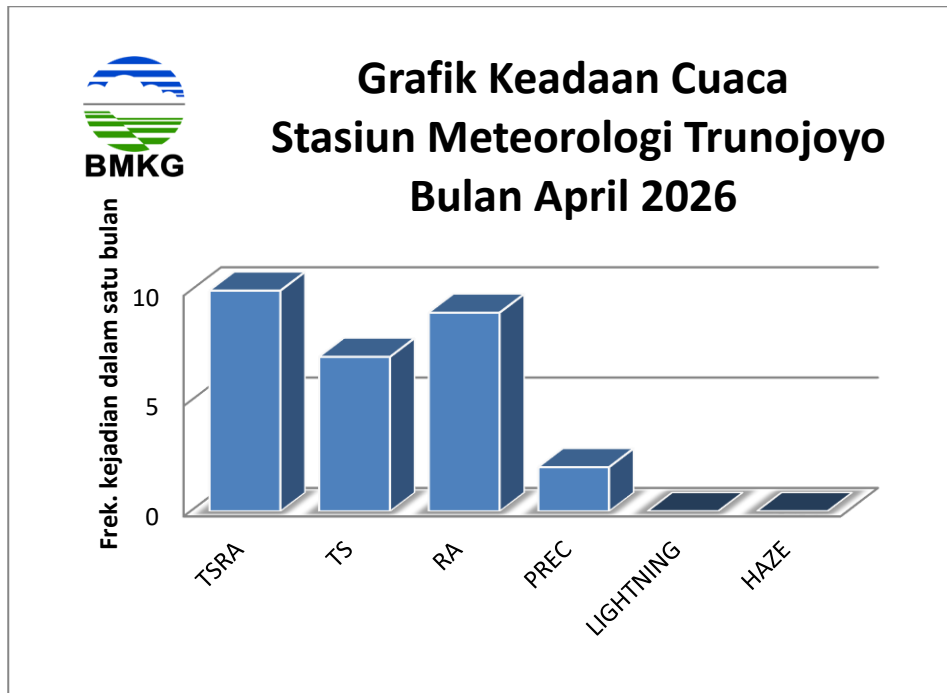 BMKG
Grafik Keadaan Cuaca
Stasiun Meteorologi Trunojoyo
Bulan April 2026
Frek. kejadian dalam satu bulan
10
5
0
TSRA
TS
RA
PREC
LIGHTNING
HAZE